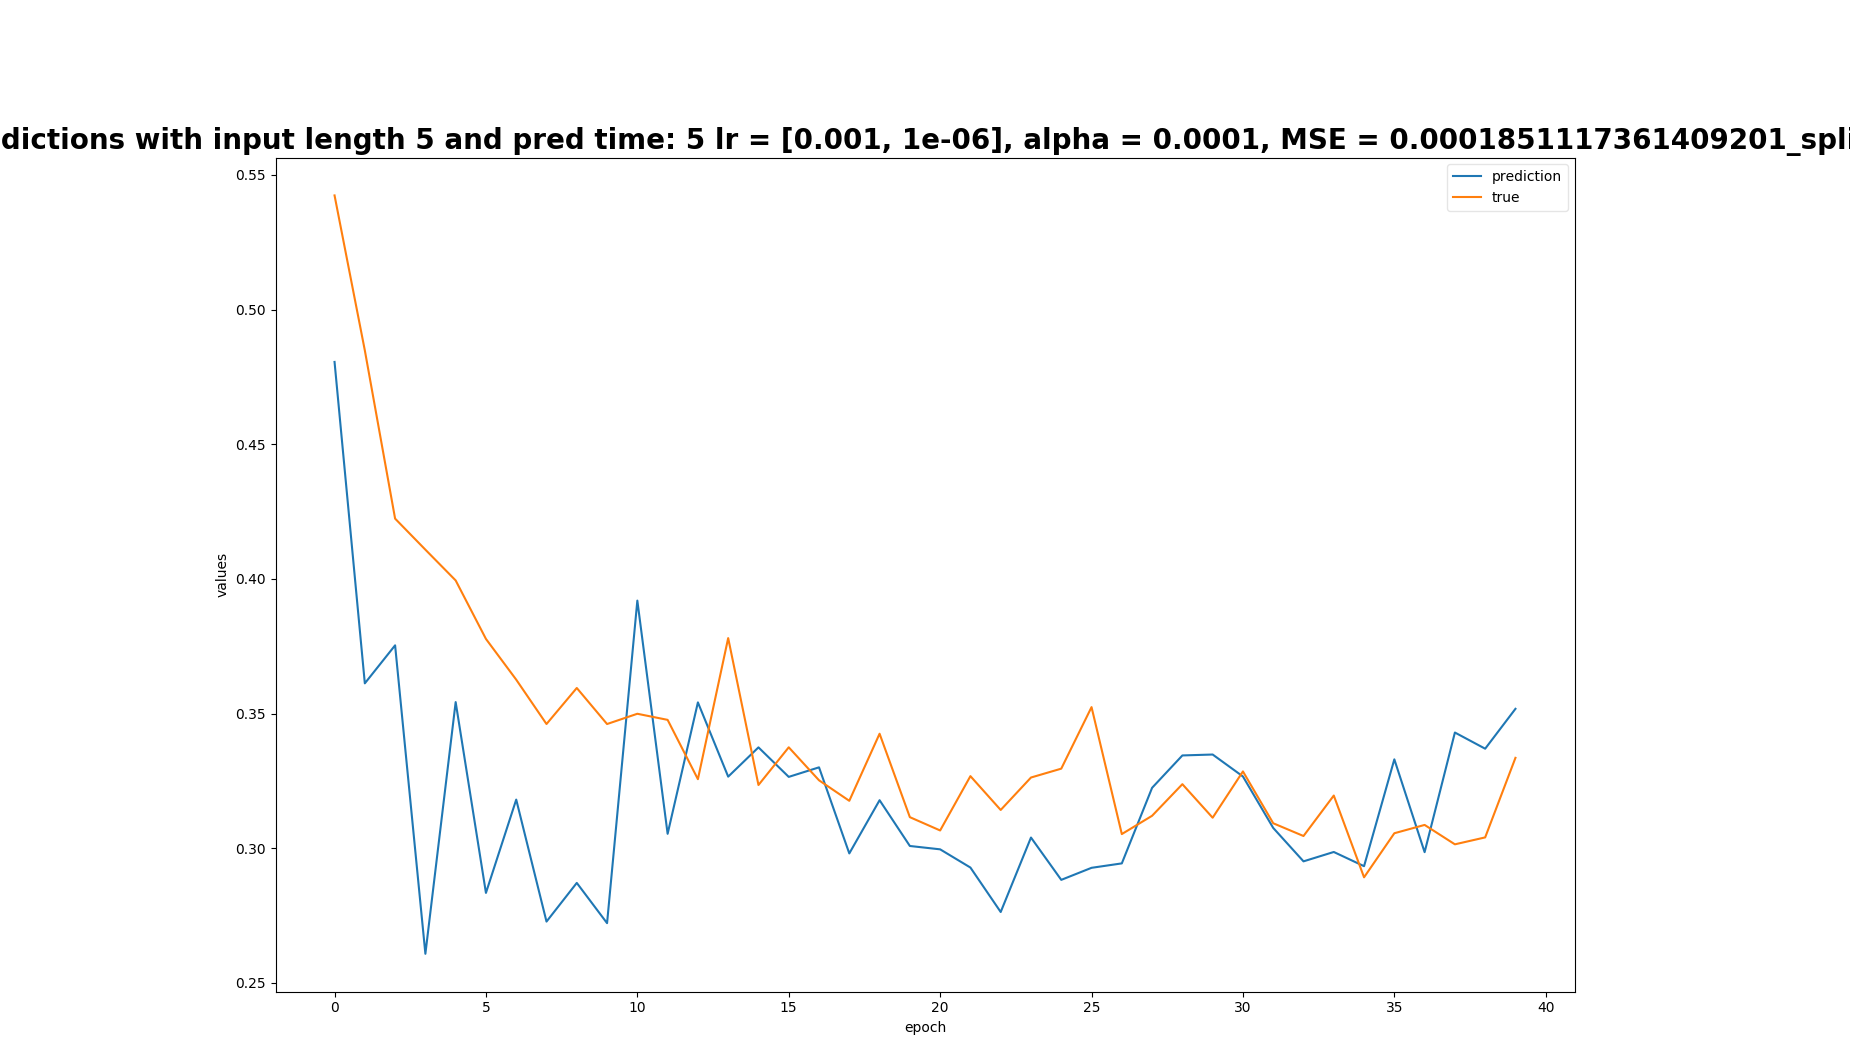 dictions with input length 5 and pred time: 5 lr = [0.001, 1e-06], alpha = 0.0001, MSE = 0.0001851117361409201_spli
prediction
true
0.55
0.50
0.45
0.40
0.35
0.30
0.25
values
0 5 10 15 20 25 30 35 40
epoch